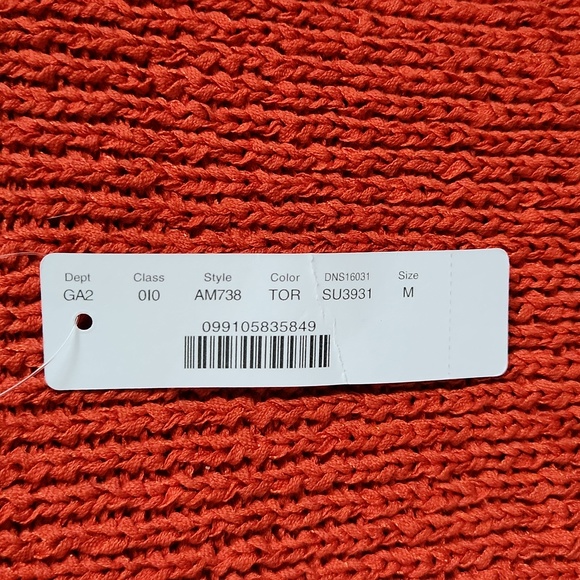 Dept Class Style Color DNS16031 Size
GA2 0I0 AM738 TOR SU3931 M
099105835849